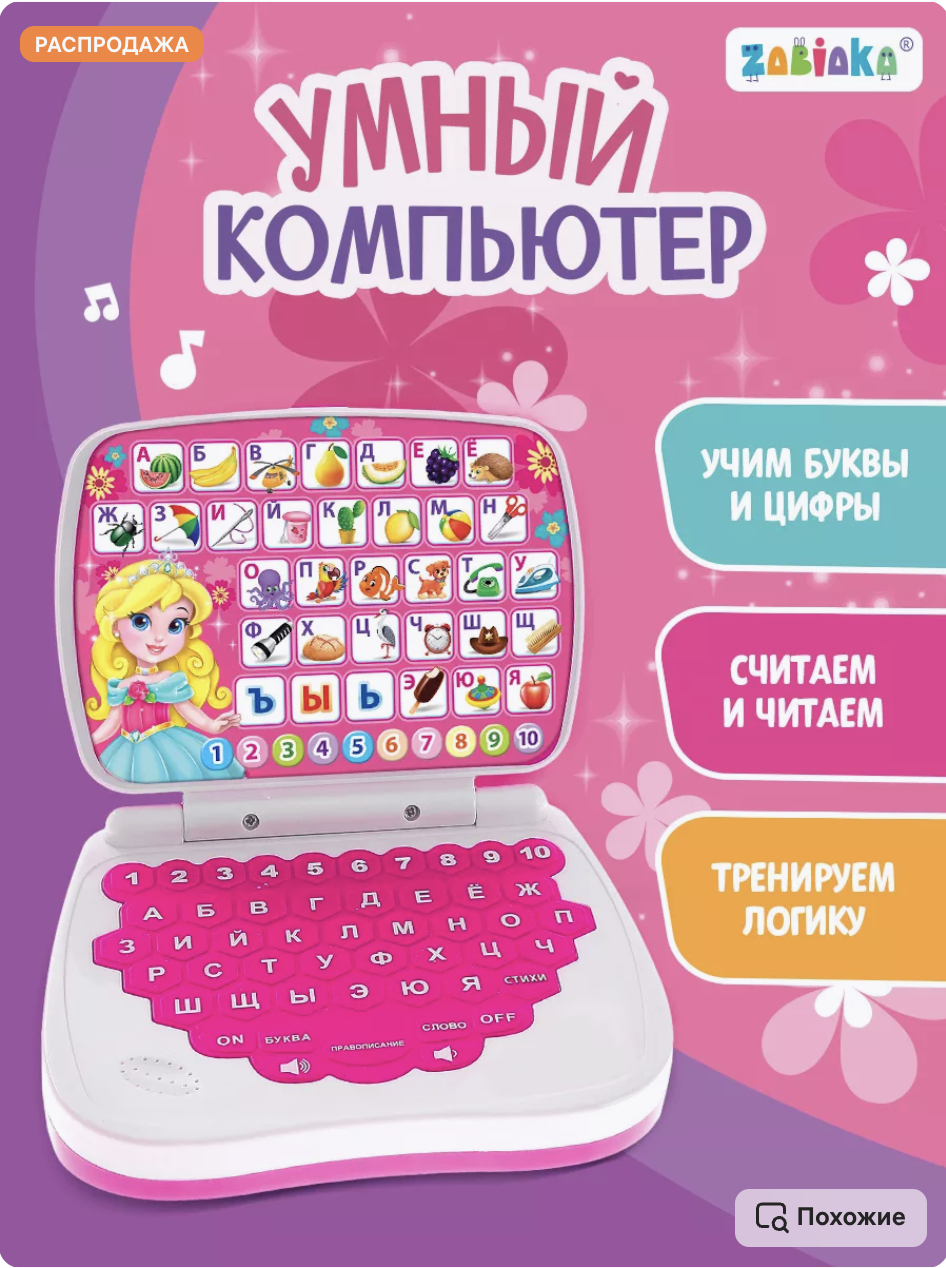 РАСПРОДАЖА
ZABIAKA®
УМНЫЙ
КОМПЬЮТЕР
УЧИМ БУКВЫ
И ЦИФРЫ
СЧИТАЕМ
И ЧИТАЕМ
ТРЕНИРУЕМ
ЛОГИКУ
А Б В Г Д Е Ё
Ж З И Й К Л М Н
О П Р С Т У
Ф Х Ц Ч Ш Щ
Ъ Ы Ь Э Ю Я
1 2 3 4 5 6 7 8 9 10
1 2 3 4 5 6 7 8 9 10
А Б В Г Д Е Ё Ж
З И Й К Л М Н О П
Р С Т У Ф Х Ц Ч
Ш Щ Ы Э Ю Я СТИХИ
ON БУКВА ПРАВОПИСАНИЕ СЛОВО OFF
Похожие